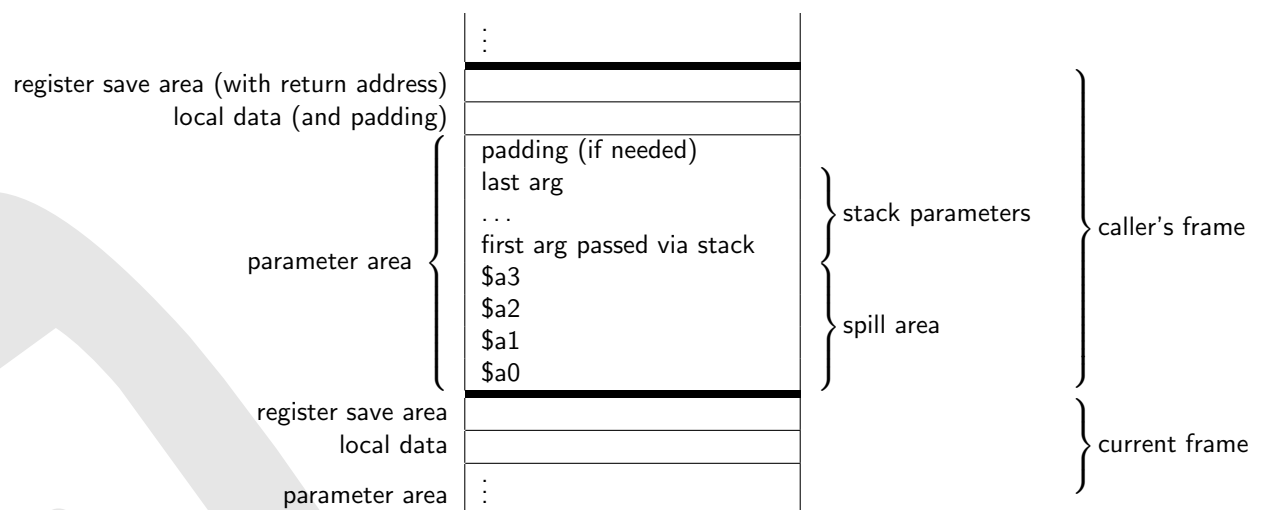 ⋮
register save area (with return address)
local data (and padding)
padding (if needed)
last arg
. . .
stack parameters
caller's frame
first arg passed via stack
parameter area
$a3
$a2
spill area
$a1
$a0
register save area
local data
current frame
parameter area
⋮